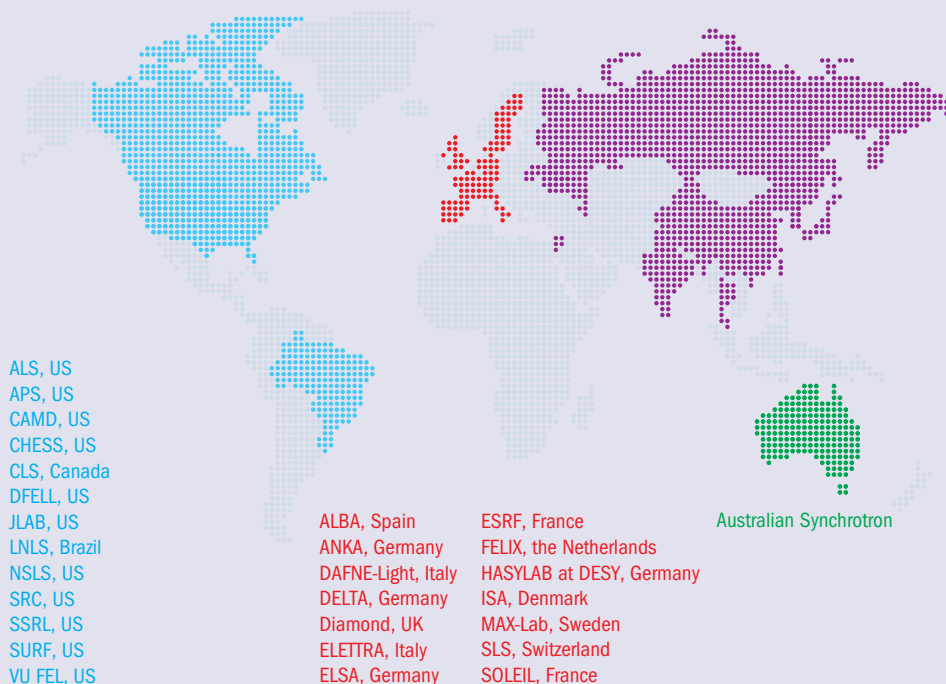 ALS, US
APS, US
CAMD, US
CHESS, US
CLS, Canada
DFELL, US
JLAB, US
LNLS, Brazil
NSLS, US
SRC, US
SSRL, US
SURF, US
VU FEL, US
ALBA, Spain
ANKA, Germany
DAFNE-Light, Italy
DELTA, Germany
Diamond, UK
ELETTRA, Italy
ELSA, Germany
ESRF, France
FELIX, the Netherlands
HASYLAB at DESY, Germany
ISA, Denmark
MAX-Lab, Sweden
SLS, Switzerland
SOLEIL, France
Australian Synchrotron